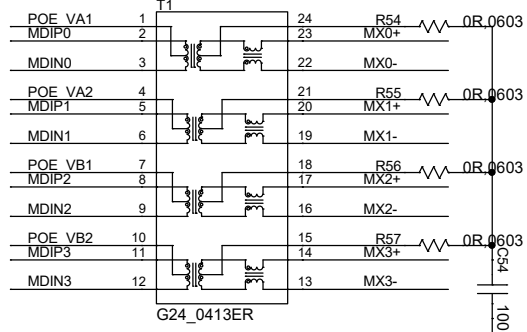 T1
POE_VA1 1 24 R54 0R,0603
MDIP0 2 23 MX0+
MDIN0 3 22 MX0-
POE_VA2 4 21 R55 0R,0603
MDIP1 5 20 MX1+
MDIN1 6 19 MX1-
POE_VB1 7 18 R56 0R,0603
MDIP2 8 17 MX2+
MDIN2 9 16 MX2-
POE_VB2 10 15 R57 0R,0603
MDIP3 11 14 MX3+
MDIN3 12 13 MX3-
C54
G24_0413ER